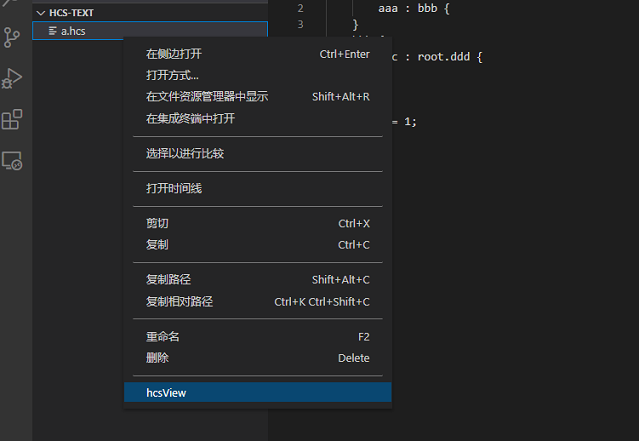 HCS-TEXT
a.hcs
2 aaa : bbb {
3 }
c : root.ddd {
= 1;
在侧边打开 Ctrl+Enter
打开方式...
在文件资源管理器中显示 Shift+Alt+R
在集成终端中打开
选择以进行比较
打开时间线
剪切 Ctrl+X
复制 Ctrl+C
复制路径 Shift+Alt+C
复制相对路径 Ctrl+K Ctrl+Shift+C
重命名 F2
删除 Delete
hcsView